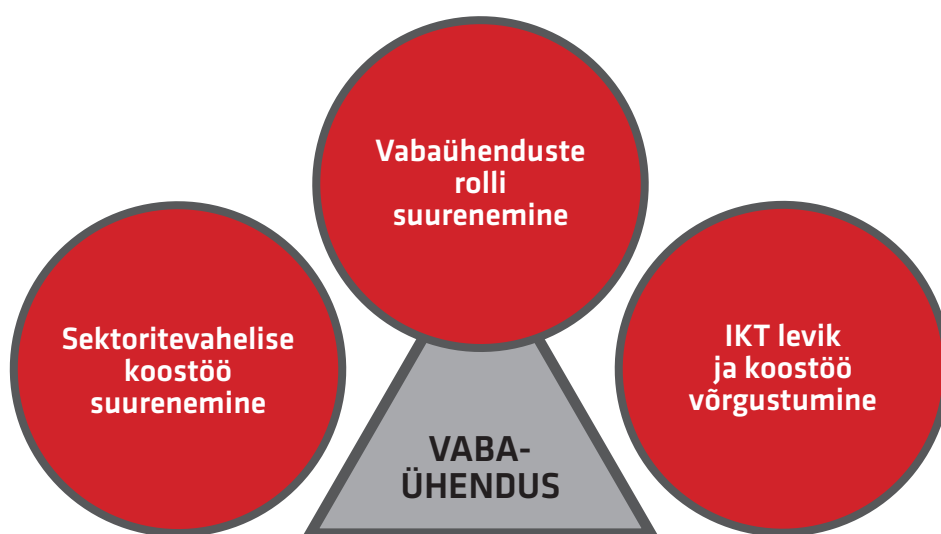 Vabaühenduste
rolli
suurenemine
Sektoritevahelise
koostöö
suurenemine
IKT levik
ja koostöö
võrgustumine
VABA-
ÜHENDUS